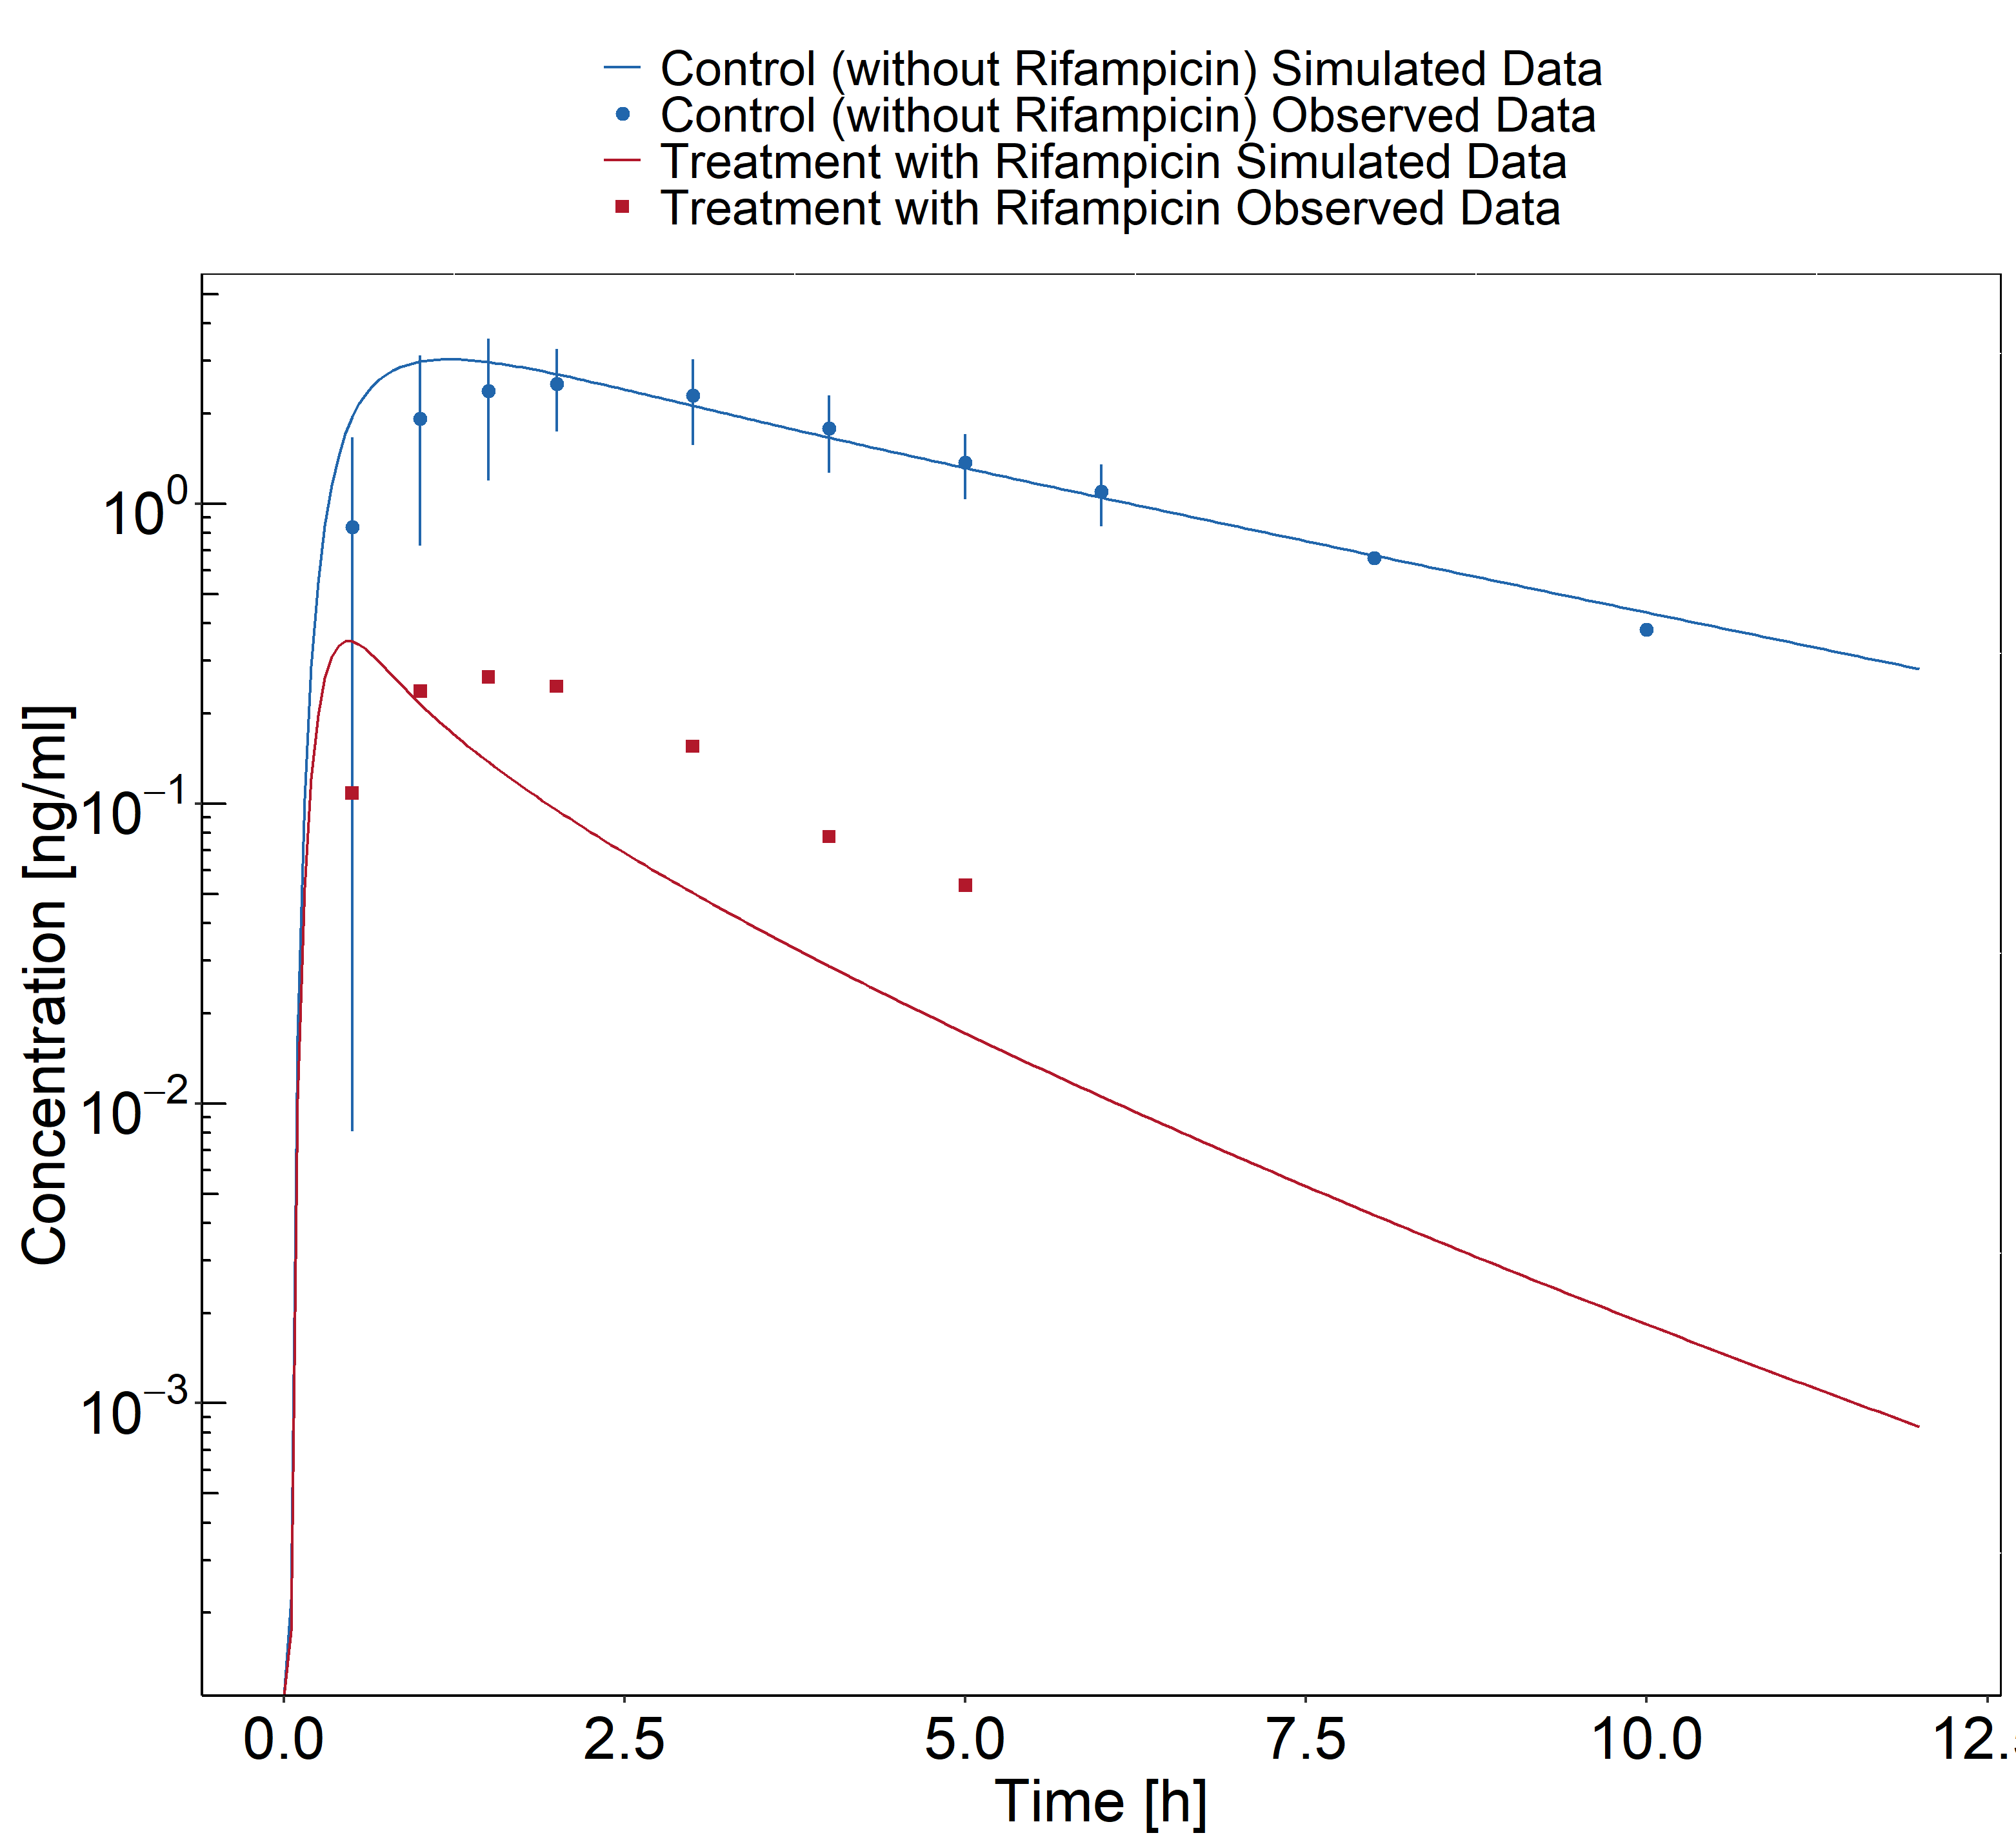 Control (without Rifampicin) Simulated Data
Control (without Rifampicin) Observed Data
Treatment with Rifampicin Simulated Data
Treatment with Rifampicin Observed Data
Concentration [ng/ml]
10⁰
10⁻¹
10⁻²
10⁻³
0.0 2.5 5.0 7.5 10.0 12.
Time [h]